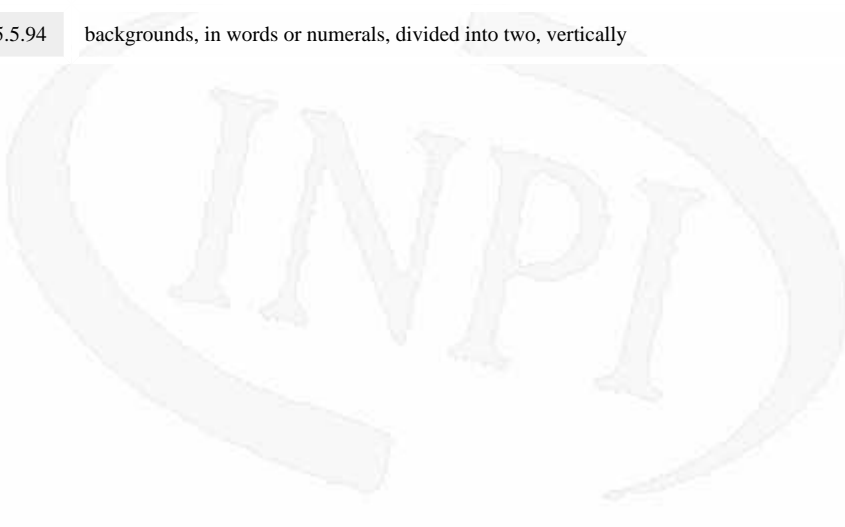 5.5.94 backgrounds, in words or numerals, divided into two, vertically
INPI